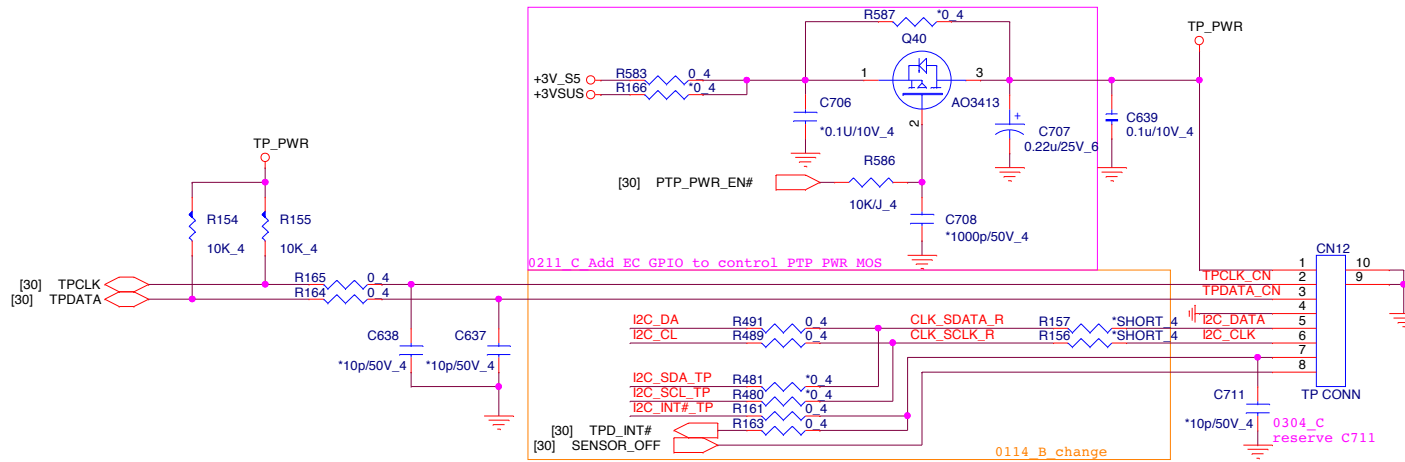 R587 *0_4
Q40
TP_PWR
+3V_S5 R583 0_4 1 3
+3VSUS R166 *0_4
AO3413
C706
*0.1U/10V_4
2
+
C707
0.22u/25V_6
C639
0.1u/10V_4
TP_PWR
R586
[30] PTP_PWR_EN#
10K/J_4
R154 R155
10K_4 10K_4
C708
*1000p/50V_4
0211_C_Add EC GPIO to control PTP PWR MOS
CN12
[30] TPCLK R165 0_4
[30] TPDATA R164 0_4
TPCLK_CN
TPDATA_CN
1 10
2 9
3
4
5
6
7
8
TP CONN
C638 C637
*10p/50V_4 *10p/50V_4
I2C_DA R491 0_4 CLK_SDATA_R R157 *SHORT_4 I2C_DATA
I2C_CL R489 0_4 CLK_SCLK_R R156 *SHORT_4 I2C_CLK
I2C_SDA_TP R481 *0_4
I2C_SCL_TP R480 *0_4
I2C_INT#_TP R161 0_4
[30] TPD_INT# R163 0_4
[30] SENSOR_OFF
C711
*10p/50V_4
0304_C
reserve C711
0114_B_change